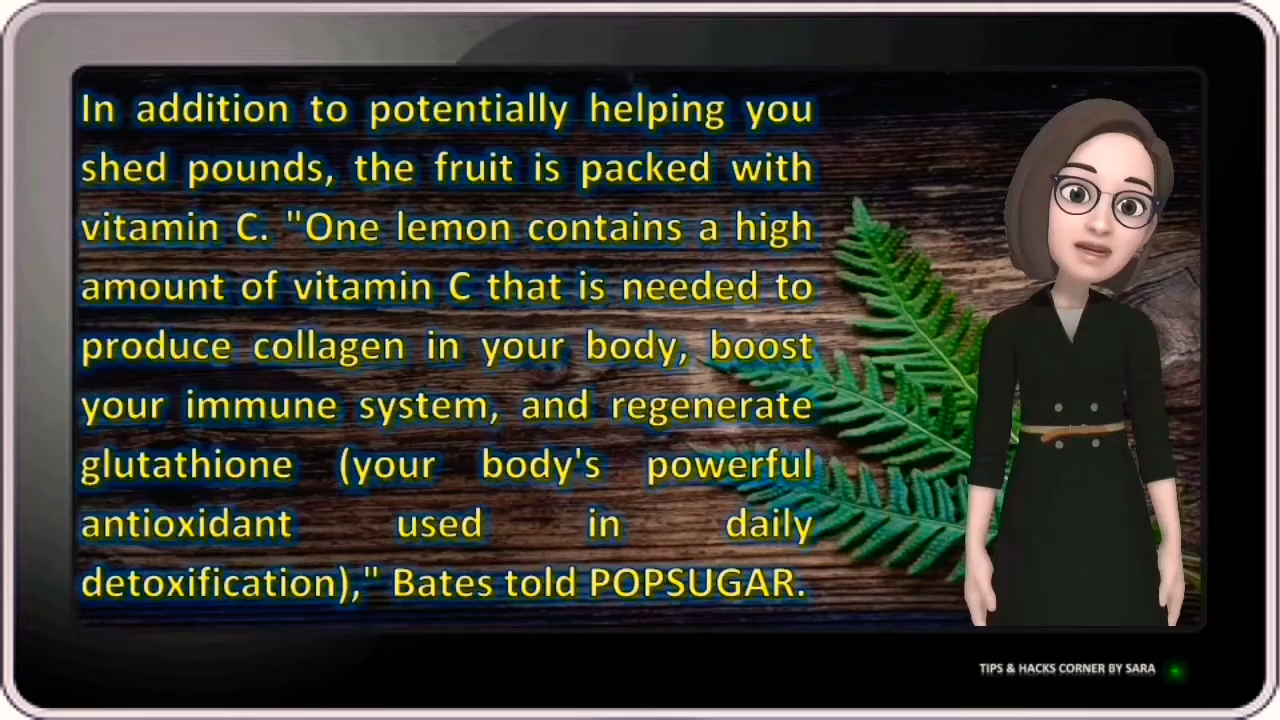 In addition to potentially helping you
shed pounds, the fruit is packed with
vitamin C. "One lemon contains a high
amount of vitamin C that is needed to
produce collagen in your body, boost
your immune system, and regenerate
glutathione (your body's powerful
antioxidant used in daily
detoxification)," Bates told POPSUGAR.
TIPS & HACKS CORNER BY SARA